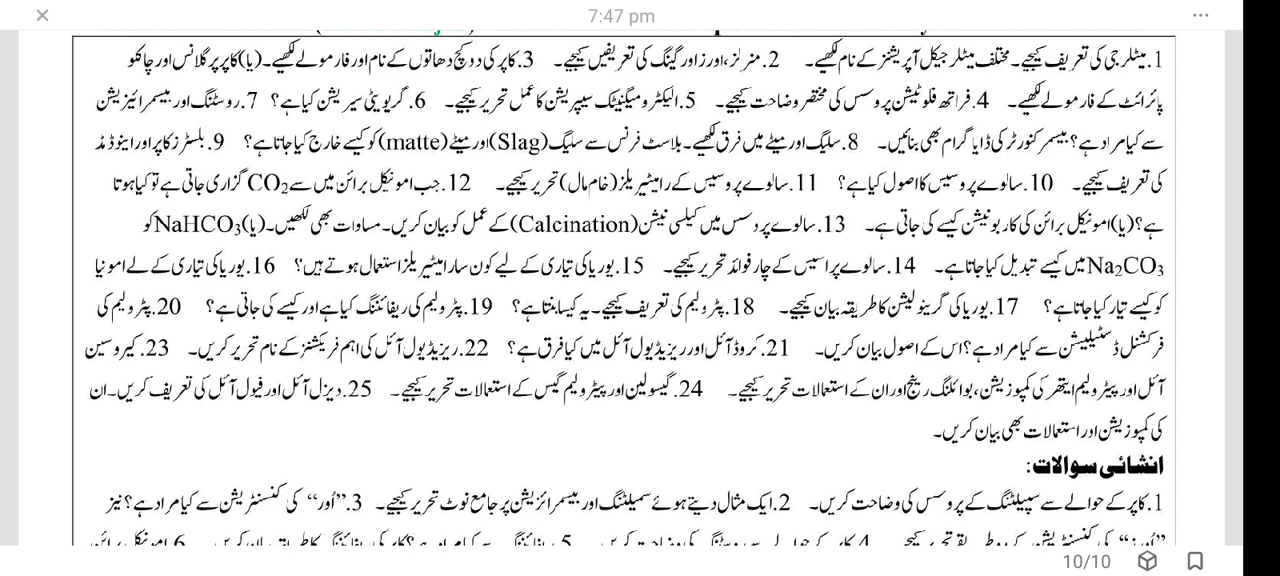 7:47 pm
1. میٹلرجی کی تعریف کیجیے۔ مختلف میٹلرجیکل آپریشنز کے نام لکھیے۔ 2. منرلز، اورز اور گینگ کی تعریفیں کیجیے۔ 3. کاپر کی دو کچ دھاتوں کے نام اور فارمولے لکھیے۔ (یا) کاپر پر گلانس اور چاکلو
پائرائٹ کے فارمولے لکھیے۔ 4. فراتھ فلوٹیشن پروسس کی مختصر وضاحت کیجیے۔ 5. الیکٹرومیگنیٹک سیپریشن کا عمل تحریر کیجیے۔ 6. گریویٹی سپریشن کیا ہے؟ 7. روسٹنگ اور بیسمرائیزیشن
سے کیا مراد ہے؟ بیسمر کنورٹر کی ڈایا گرام بھی بنائیں۔ 8. سلیگ اور میٹے میں فرق لکھیے۔ بلاسٹ فرنس سے سلیگ (Slag) اور میٹے (matte) کو کیسے خارج کیا جاتا ہے؟ 9. بلسٹرز کاپر اور اینوڈ مڈ
کی تعریف کیجیے۔ 10. سالوے پروسیس کا اصول کیا ہے؟ 11. سالوے پروسیس کے رامیٹیریلز (خام مال) تحریر کیجیے۔ 12. جب امونیکل برائن میں سے CO₂ گزاری جاتی ہے تو کیا ہوتا
ہے؟ (یا) امونیکل برائن کی کاربونیشن کیسے کی جاتی ہے۔ 13. سالوے پروسس میں کیلسی نیشن (Calcination) کے عمل کو بیان کریں۔ مساوات بھی لکھیں۔ (یا) NaHCO₃ کو
Na₂CO₃ میں کیسے تبدیل کیا جاتا ہے۔ 14. سالوے پراسیس کے چار فوائد تحریر کیجیے۔ 15. یوریا کی تیاری کے لیے کون سا رامیٹیریلز استعمال ہوتے ہیں؟ 16. یوریا کی تیاری کے لے امونیا
کو کیسے تیار کیا جاتا ہے؟ 17. یوریا کی گرینولیشن کا طریقہ بیان کیجیے۔ 18. پٹرولیم کی تعریف کیجیے۔ یہ کیسا بنتا ہے؟ 19. پٹرولیم کی ریفائننگ کیا ہے اور کیسے کی جاتی ہے؟ 20. پٹرولیم کی
فرکشنل ڈسٹیلیشن سے کیا مراد ہے؟ اس کے اصول بیان کریں۔ 21. کروڈ آئل اور ریزیڈیول آئل میں کیا فرق ہے؟ 22. ریزیڈیول آئل کی اہم فریکشنز کے نام تحریر کریں۔ 23. کیروسین
آئل اور پیٹرولیم ایتھر کی کمپوزیشن، بوائلنگ رینج اور ان کے استعمالات تحریر کیجیے۔ 24. گیسولین اور پیٹرولیم گیس کے استعمالات تحریر کیجیے۔ 25. ڈیزل آئل اور فیول آئل کی تعریف کریں۔ ان
کی کمپوزیشن اور استعمالات بھی بیان کریں۔
انشائی سوالات:
1. کاپر کے حوالے سے سپیلٹنگ کے پروسس کی وضاحت کریں۔ 2. ایک مثال دیتے ہوئے سمیلٹنگ اور بیسمرائزیشن پر جامع نوٹ تحریر کیجیے۔ 3. "اُور" کی کنسنٹریشن سے کیا مراد ہے؟ نیز
10/10